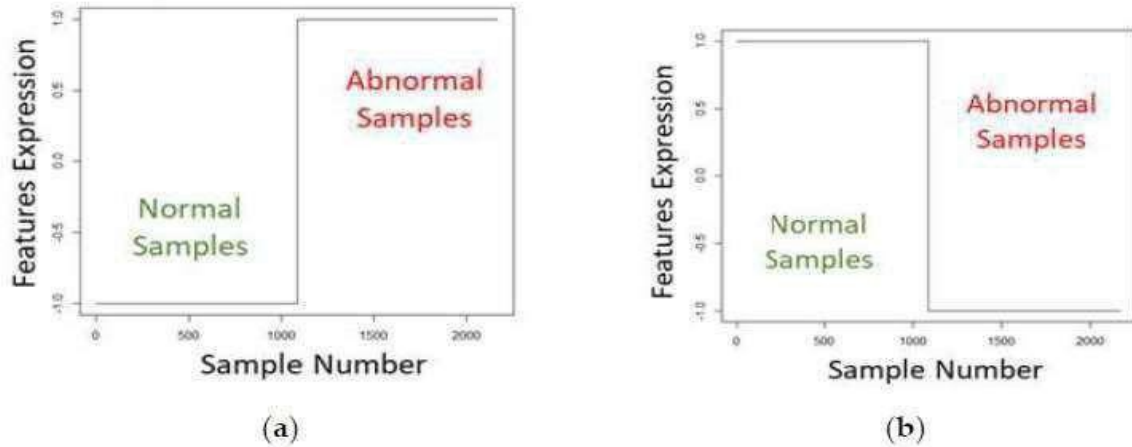 Features Expression
1.0
0.5
0.0
-0.5
-1.0
Abnormal
Samples
Normal
Samples
0 500 1000 1500 2000
Sample Number
(a)
Features Expression
1.0
0.5
0.0
-0.5
-1.0
Abnormal
Samples
Normal
Samples
0 500 1000 1500 2000
Sample Number
(b)